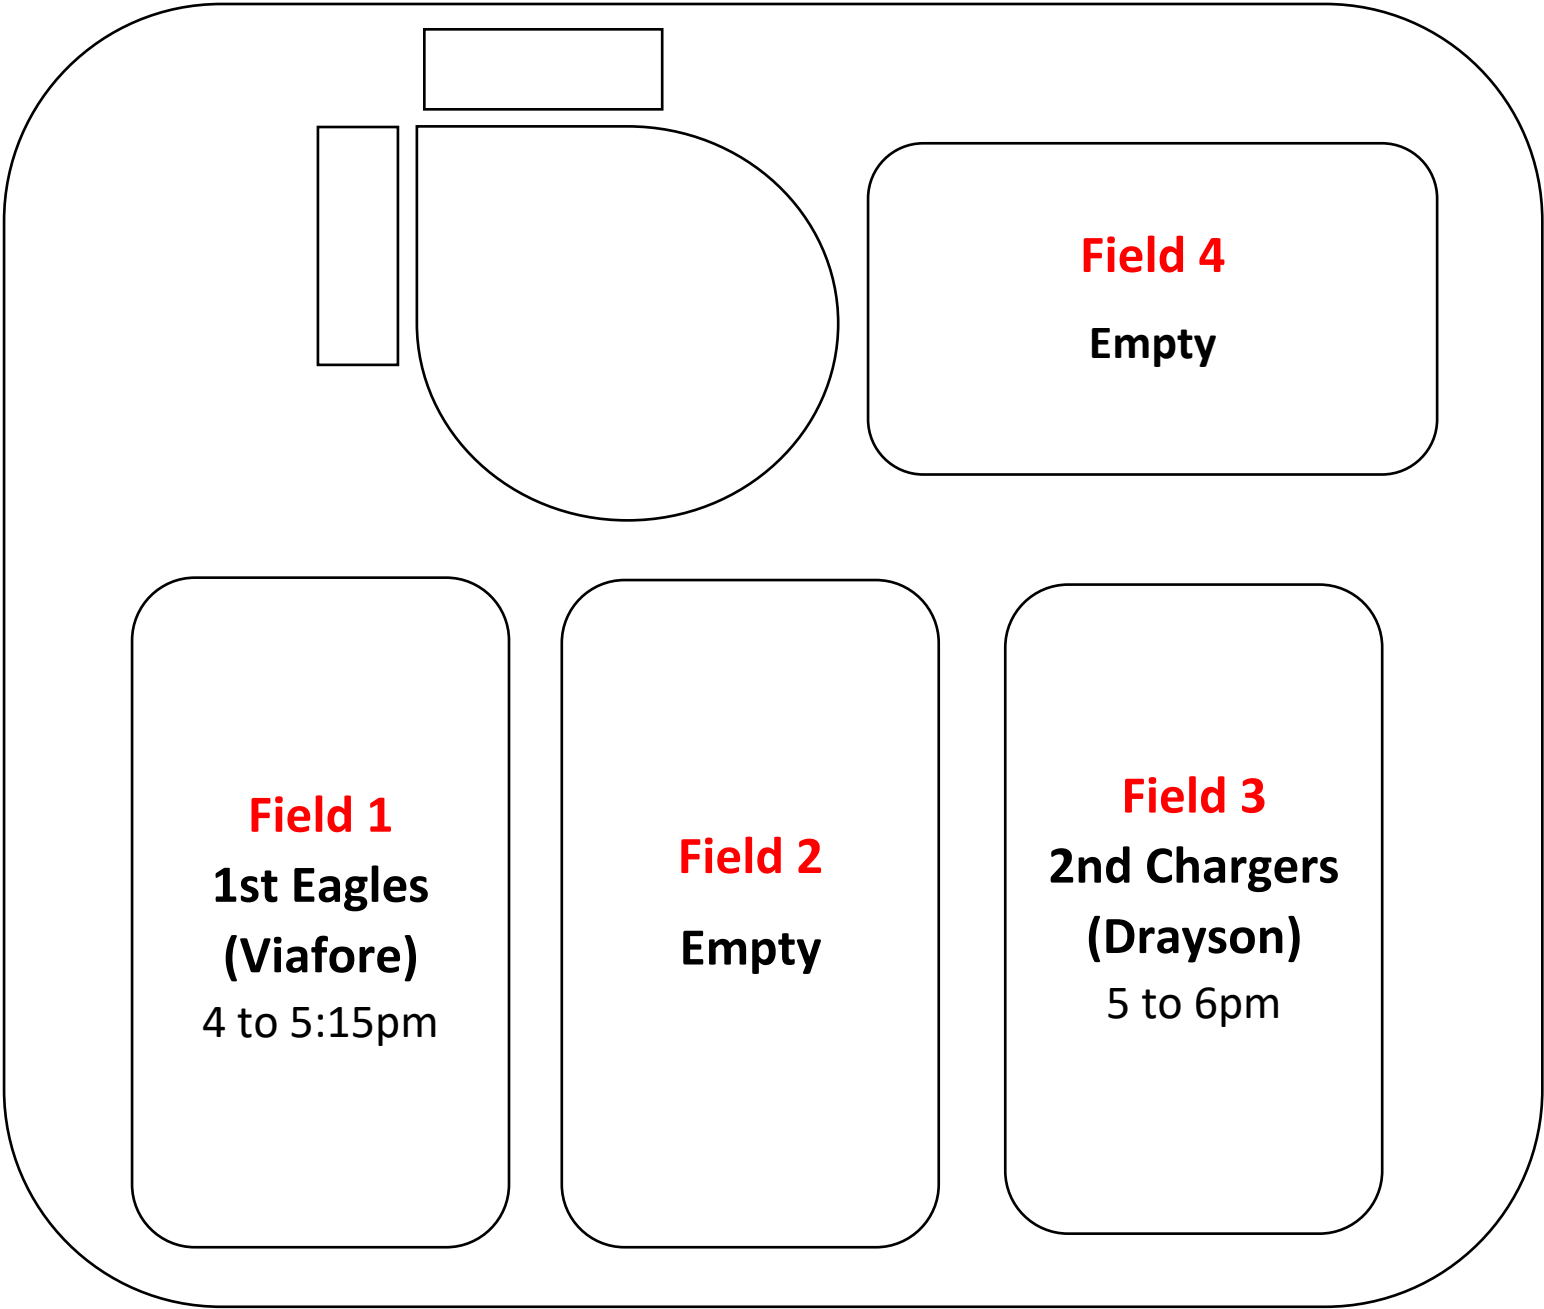 Field 4
Empty
Field 1
1st Eagles
(Viafore)
4 to 5:15pm
Field 2
Empty
Field 3
2nd Chargers
(Drayson)
5 to 6pm